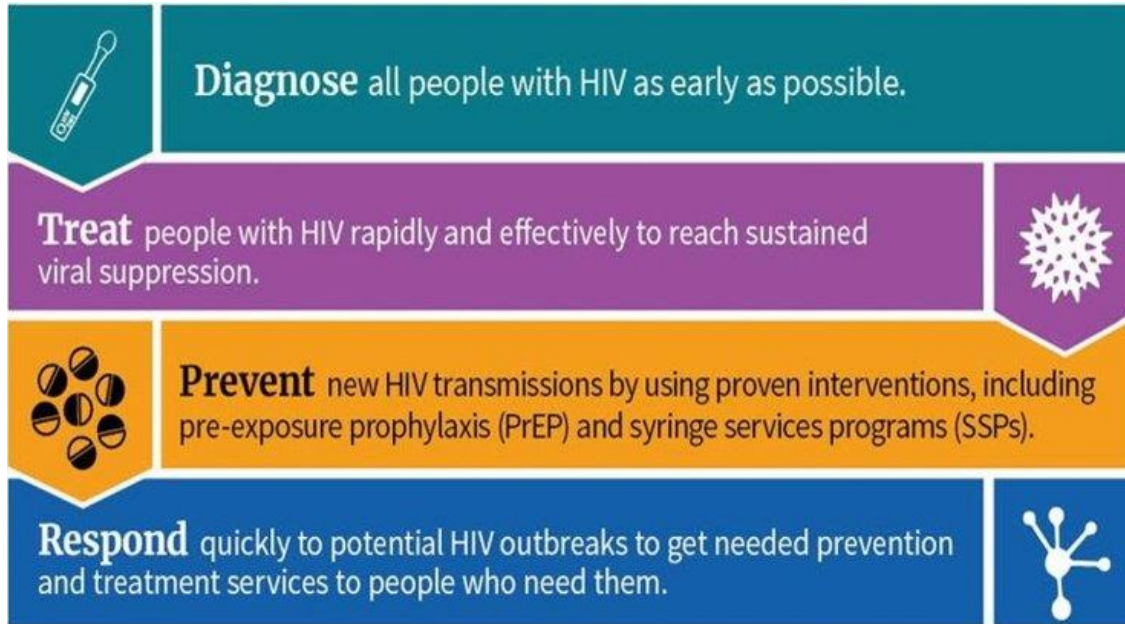 Diagnose all people with HIV as early as possible.
Treat people with HIV rapidly and effectively to reach sustained
viral suppression.
Prevent new HIV transmissions by using proven interventions, including
pre-exposure prophylaxis (PrEP) and syringe services programs (SSPs).
Respond quickly to potential HIV outbreaks to get needed prevention
and treatment services to people who need them.